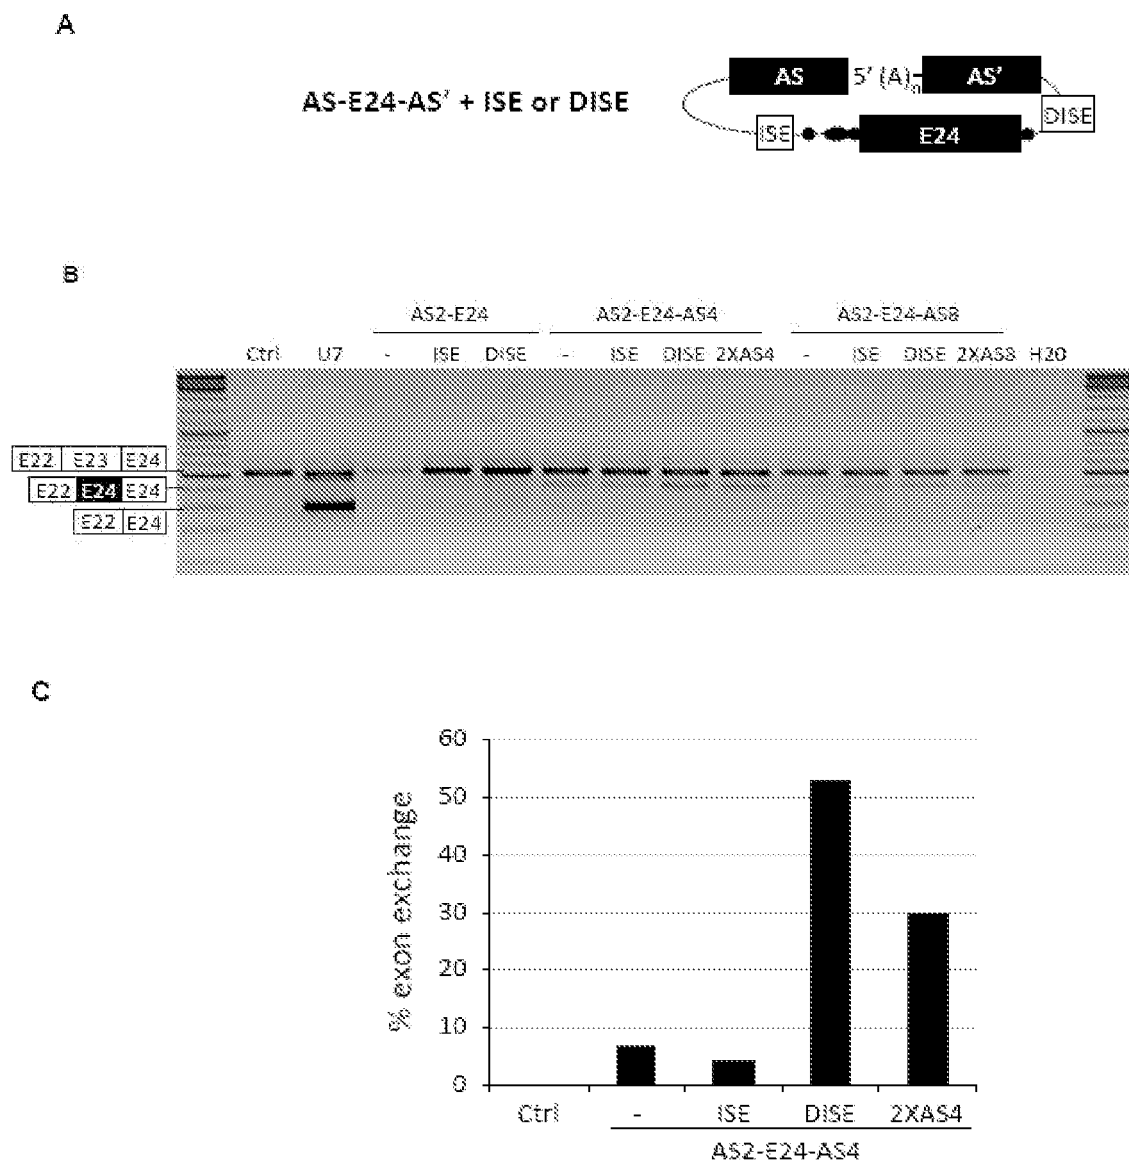 A
AS-E24-AS' + ISE or DISE
AS 5' (A)n AS'
ISE E24 DISE
B
AS2-E24 AS2-E24-AS4 AS2-E24-AS8
Ctrl U7 - ISE DISE - ISE DISE 2XAS4 - ISE DISE 2XAS8 H20
E22 E23 E24
E22 E24 E24
E22 E24
C
% exon exchange
60
50
40
30
20
10
0
Ctrl - ISE DISE 2XAS4
AS2-E24-AS4